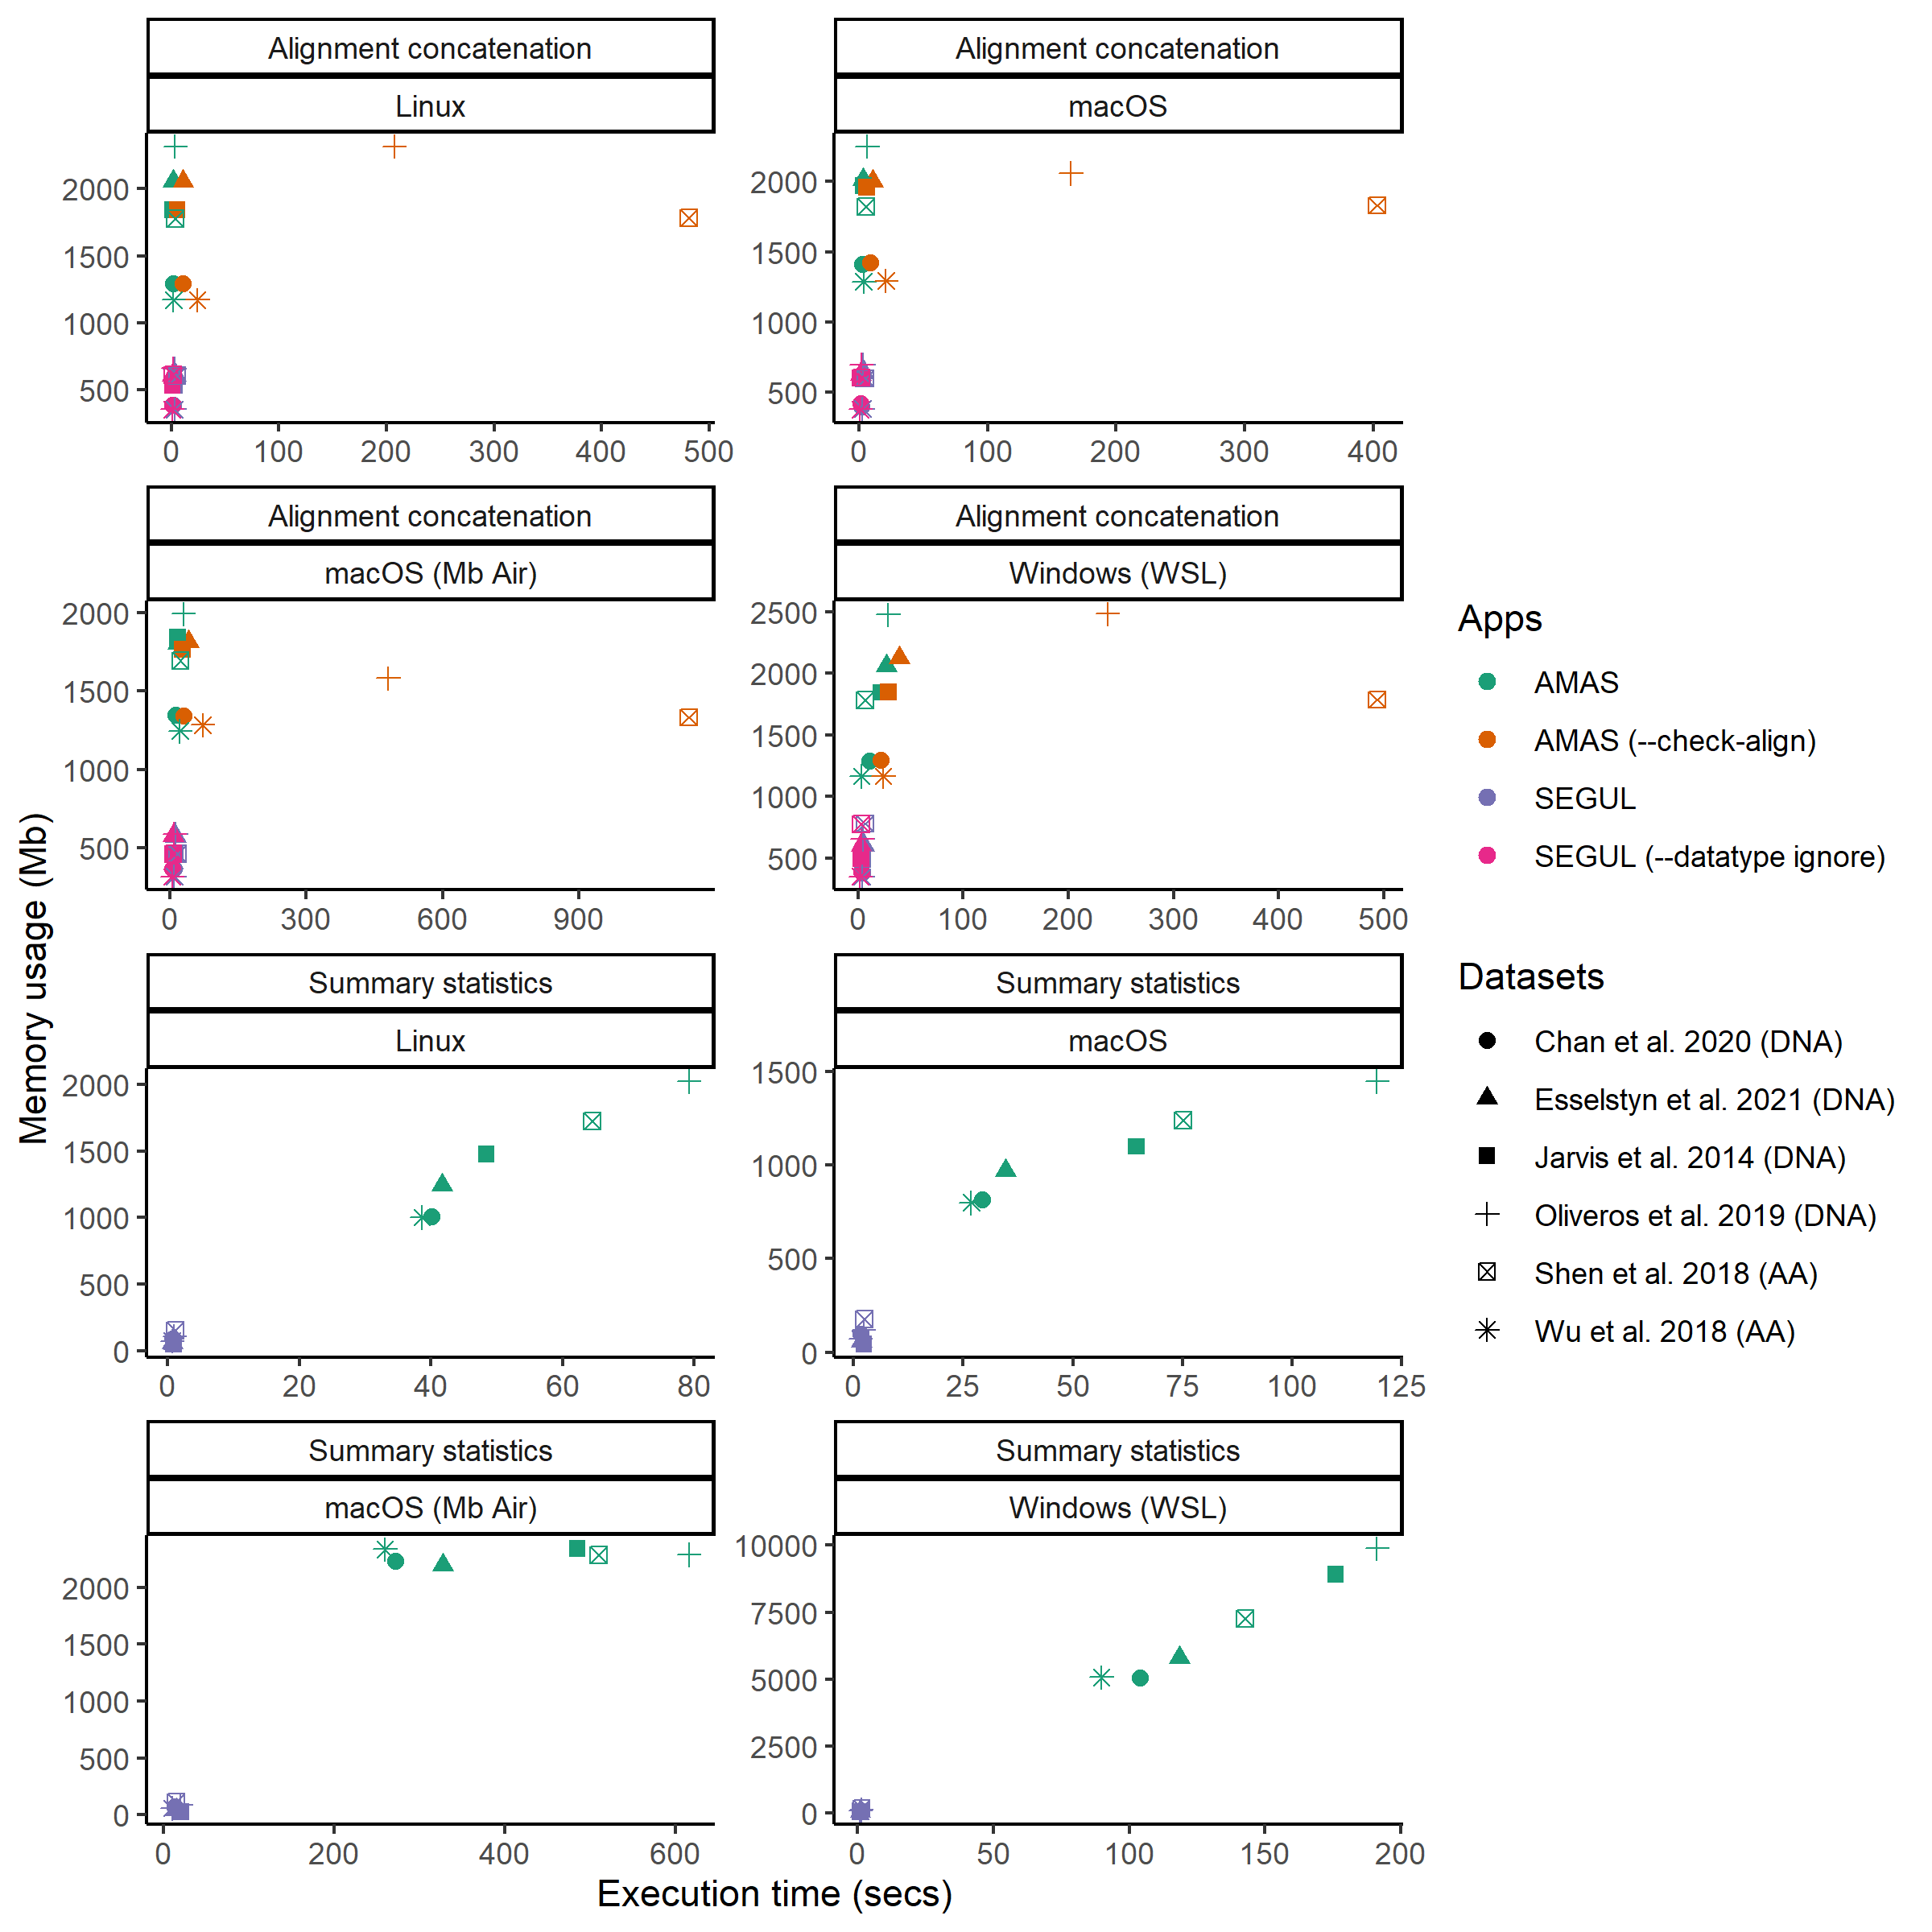 Alignment concatenation
Linux
2000
1500
1000
500
0 100 200 300 400 500
Alignment concatenation
macOS
2000
1500
1000
500
0 100 200 300 400
Alignment concatenation
macOS (Mb Air)
2000
1500
1000
500
0 300 600 900
Alignment concatenation
Windows (WSL)
2500
2000
1500
1000
500
0 100 200 300 400 500
Summary statistics
Linux
2000
1500
1000
500
0
0 20 40 60 80
Summary statistics
macOS
1500
1000
500
0
0 25 50 75 100 125
Summary statistics
macOS (Mb Air)
2000
1500
1000
500
0
0 200 400 600
Summary statistics
Windows (WSL)
10000
7500
5000
2500
0
0 50 100 150 200
Memory usage (Mb)
Execution time (secs)
Apps
AMAS
AMAS (--check-align)
SEGUL
SEGUL (--datatype ignore)
Datasets
Chan et al. 2020 (DNA)
Esselstyn et al. 2021 (DNA)
Jarvis et al. 2014 (DNA)
Oliveros et al. 2019 (DNA)
Shen et al. 2018 (AA)
Wu et al. 2018 (AA)